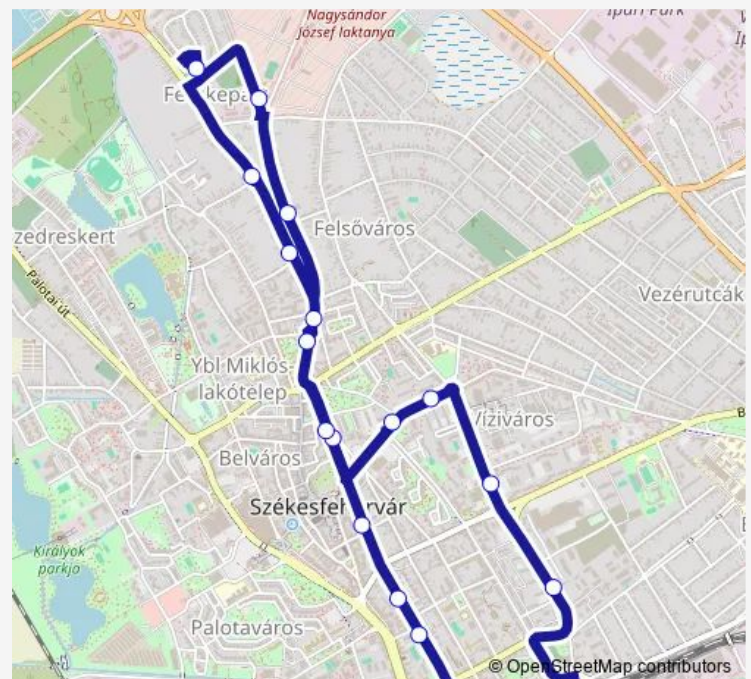 Nagysándor
József laktanya
Ipari Park
Felsőváros
zedreskert
Palotai út
Vezérutcák
Ybl Miklós-
lakótelep
Víziváros
Belváros
Királyok
parkja
Palotaváros
© OpenStreetMap contributors